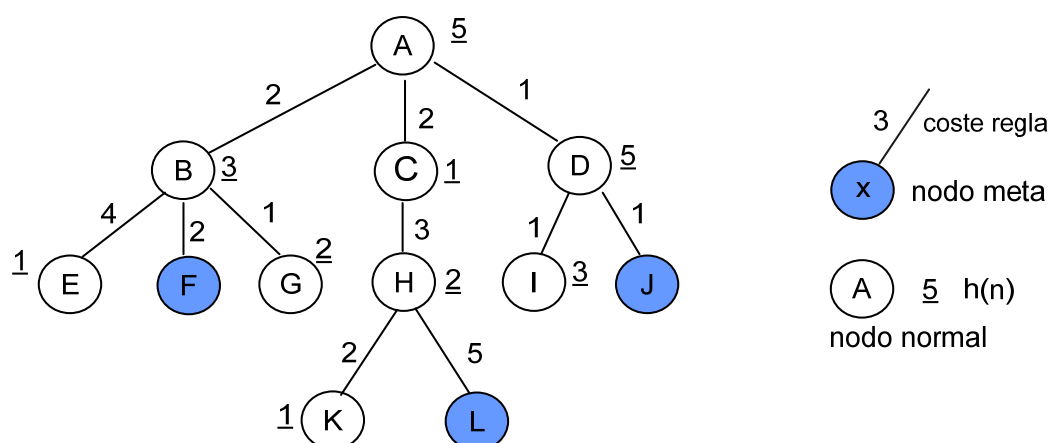 A 5
2 2 1
B 3 C 1 D 5
4 2 1 3 1 1
1 E F G 2 H 2 I 3 J
2 5
1 K L
3 coste regla
x nodo meta
A 5 h(n)
nodo normal